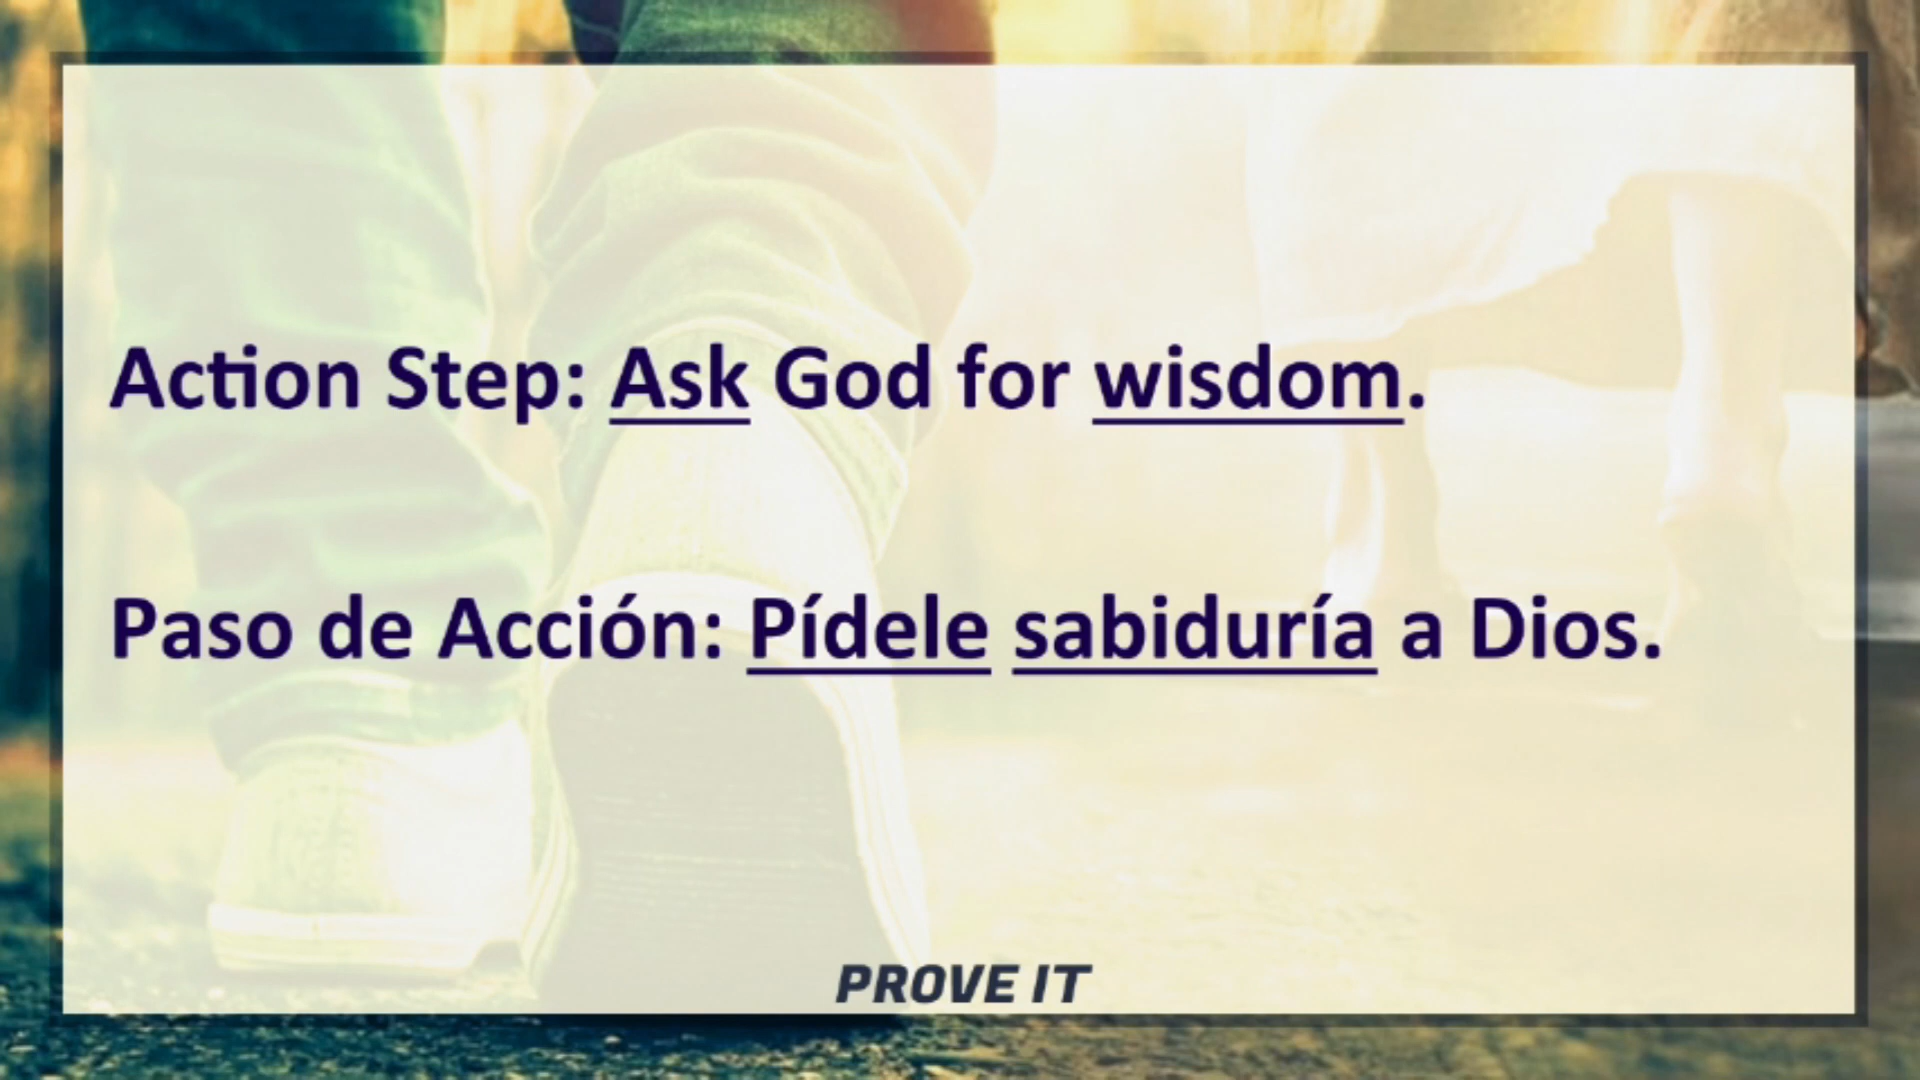 Action Step: Ask God for wisdom.
Paso de Acción: Pídele sabiduría a Dios.
PROVE IT